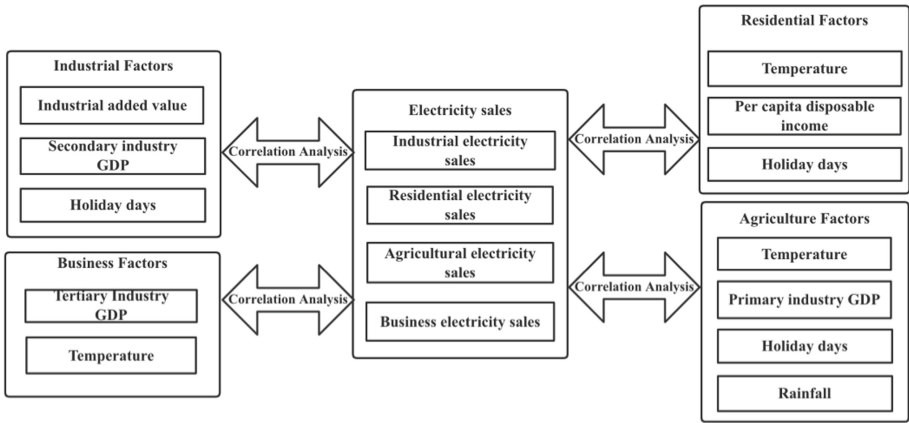 Industrial Factors
Industrial added value
Secondary industry
GDP
Holiday days
Business Factors
Tertiary Industry
GDP
Temperature
Correlation Analysis
Correlation Analysis
Electricity sales
Industrial electricity
sales
Residential electricity
sales
Agricultural electricity
sales
Business electricity sales
Correlation Analysis
Correlation Analysis
Residential Factors
Temperature
Per capita disposable
income
Holiday days
Agriculture Factors
Temperature
Primary industry GDP
Holiday days
Rainfall